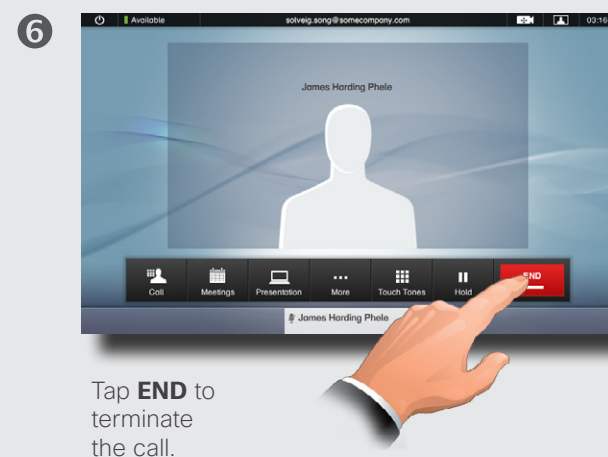 6
Available
solveig.song@somecompany.com
03:16
James Harding Phele
Call Meetings Presentation More Touch Tones Hold END
James Harding Phele
Tap END to
terminate
the call.